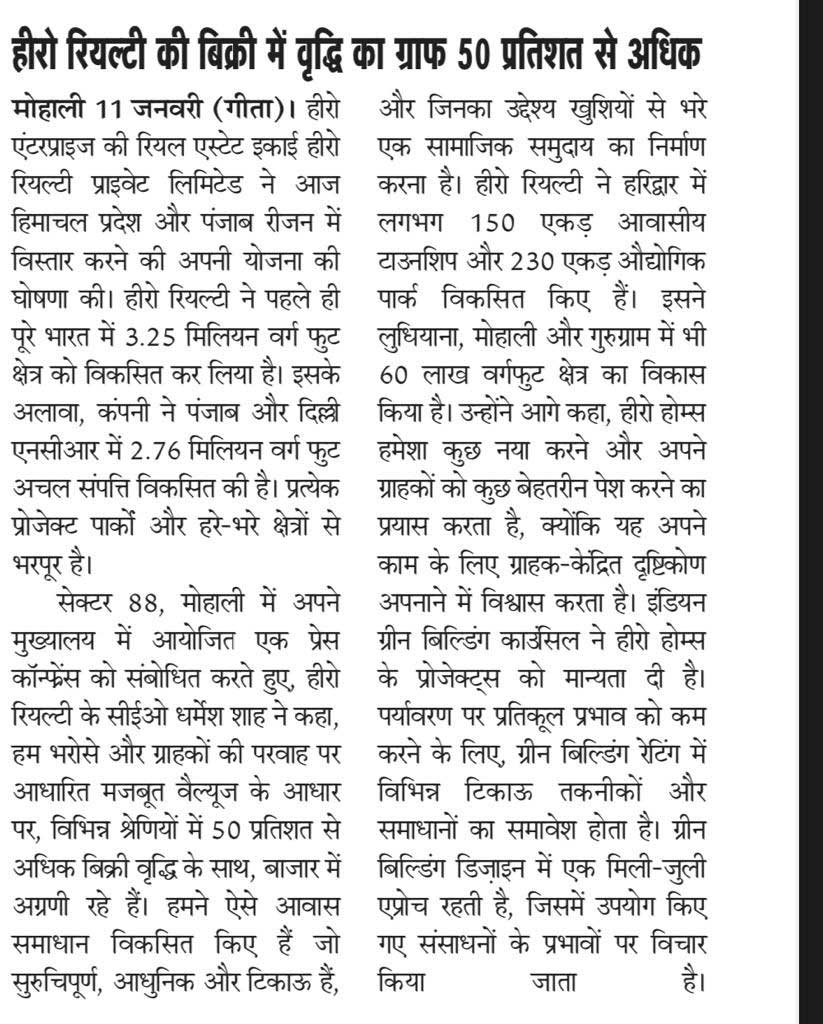 हीरो रियल्टी की बिक्री में वृद्धि का ग्राफ 50 प्रतिशत से अधिक
मोहाली 11 जनवरी (गीता)। हीरो
एंटरप्राइज की रियल एस्टेट इकाई हीरो
रियल्टी प्राइवेट लिमिटेड ने आज
हिमाचल प्रदेश और पंजाब रीजन में
विस्तार करने की अपनी योजना की
घोषणा की। हीरो रियल्टी ने पहले ही
पूरे भारत में 3.25 मिलियन वर्ग फुट
क्षेत्र को विकसित कर लिया है। इसके
अलावा, कंपनी ने पंजाब और दिल्ली
एनसीआर में 2.76 मिलियन वर्ग फुट
अचल संपत्ति विकसित की है। प्रत्येक
प्रोजेक्ट पार्कों और हरे-भरे क्षेत्रों से
भरपूर है।
सेक्टर 88, मोहाली में अपने
मुख्यालय में आयोजित एक प्रेस
कॉन्फ्रेंस को संबोधित करते हुए, हीरो
रियल्टी के सीईओ धर्मेश शाह ने कहा,
हम भरोसे और ग्राहकों की परवाह पर
आधारित मजबूत वैल्यूज के आधार
पर, विभिन्न श्रेणियों में 50 प्रतिशत से
अधिक बिक्री वृद्धि के साथ, बाजार में
अग्रणी रहे हैं। हमने ऐसे आवास
समाधान विकसित किए हैं जो
सुरुचिपूर्ण, आधुनिक और टिकाऊ हैं,
और जिनका उद्देश्य खुशियों से भरे
एक सामाजिक समुदाय का निर्माण
करना है। हीरो रियल्टी ने हरिद्वार में
लगभग 150 एकड़ आवासीय
टाउनशिप और 230 एकड़ औद्योगिक
पार्क विकसित किए हैं। इसने
लुधियाना, मोहाली और गुरुग्राम में भी
60 लाख वर्गफुट क्षेत्र का विकास
किया है। उन्होंने आगे कहा, हीरो होम्स
हमेशा कुछ नया करने और अपने
ग्राहकों को कुछ बेहतरीन पेश करने का
प्रयास करता है, क्योंकि यह अपने
काम के लिए ग्राहक-केंद्रित दृष्टिकोण
अपनाने में विश्वास करता है। इंडियन
ग्रीन बिल्डिंग काउंसिल ने हीरो होम्स
के प्रोजेक्ट्स को मान्यता दी है।
पर्यावरण पर प्रतिकूल प्रभाव को कम
करने के लिए, ग्रीन बिल्डिंग रेटिंग में
विभिन्न टिकाऊ तकनीकों और
समाधानों का समावेश होता है। ग्रीन
बिल्डिंग डिज़ाइन में एक मिली-जुली
एप्रोच रहती है, जिसमें उपयोग किए
गए संसाधनों के प्रभावों पर विचार
किया जाता है।